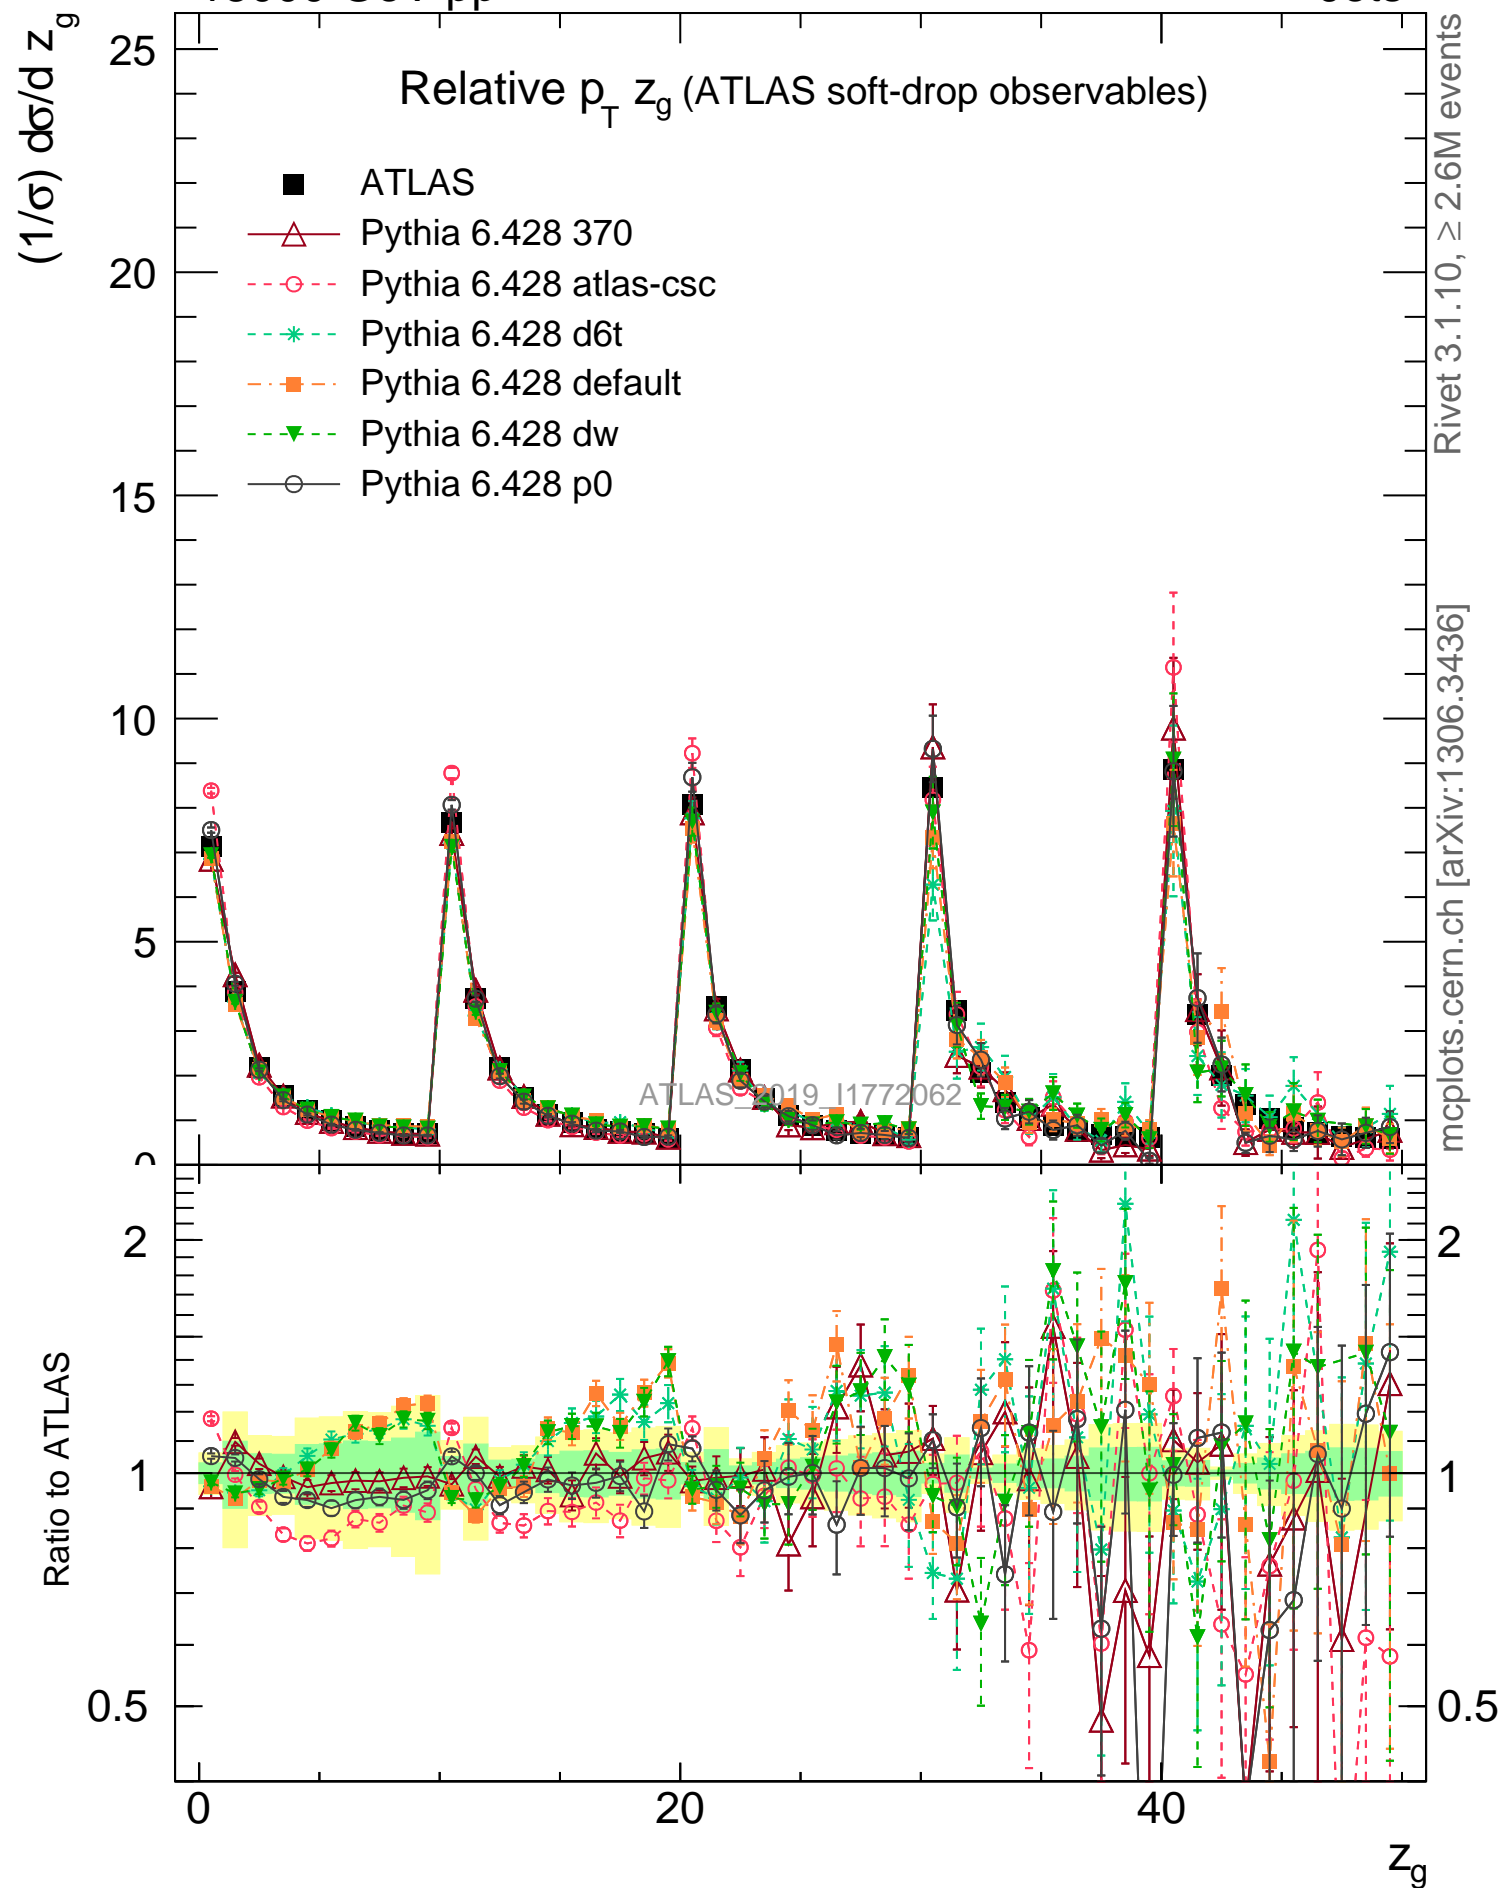 (1/σ) dσ/d z_g
25
20
15
10
5
0
Relative p_T z_g (ATLAS soft-drop observables)
ATLAS
Pythia 6.428 370
Pythia 6.428 atlas-csc
Pythia 6.428 d6t
Pythia 6.428 default
Pythia 6.428 dw
Pythia 6.428 p0
ATLAS_2019_I1772062
Rivet 3.1.10, ≥ 2.6M events
mcplots.cern.ch [arXiv:1306.3436]
Ratio to ATLAS
2
1
0.5
2
1
0.5
0
20
40
z_g